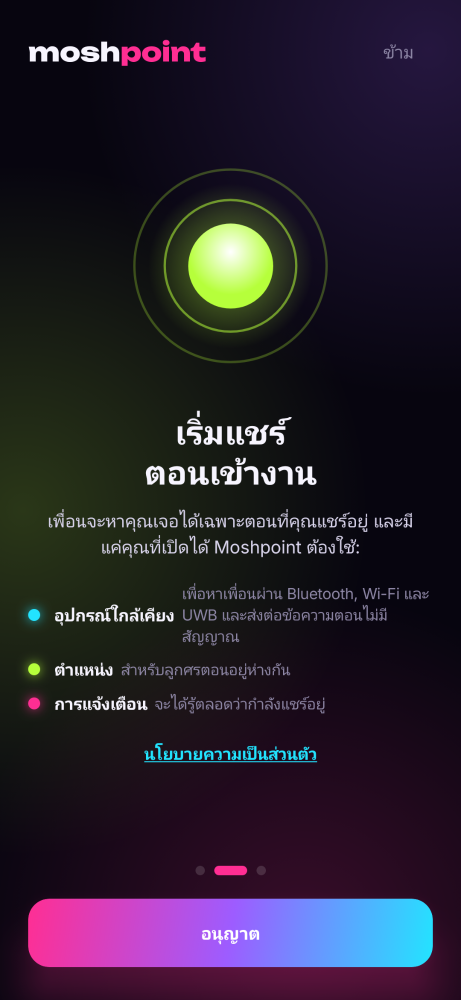 moshpoint
ข้าม
เริ่มแชร์
ตอนเข้างาน
เพื่อนจะหาคุณเจอได้เฉพาะตอนที่คุณแชร์อยู่ และมี
แค่คุณที่เปิดได้ Moshpoint ต้องใช้:
อุปกรณ์ใกล้เคียง
เพื่อหาเพื่อนผ่าน Bluetooth, Wi-Fi และ
UWB และส่งต่อข้อความตอนไม่มี
สัญญาณ
ตำแหน่ง สำหรับลูกศรตอนอยู่ห่างกัน
การแจ้งเตือน จะได้รู้ตลอดว่ากำลังแชร์อยู่
นโยบายความเป็นส่วนตัว
อนุญาต